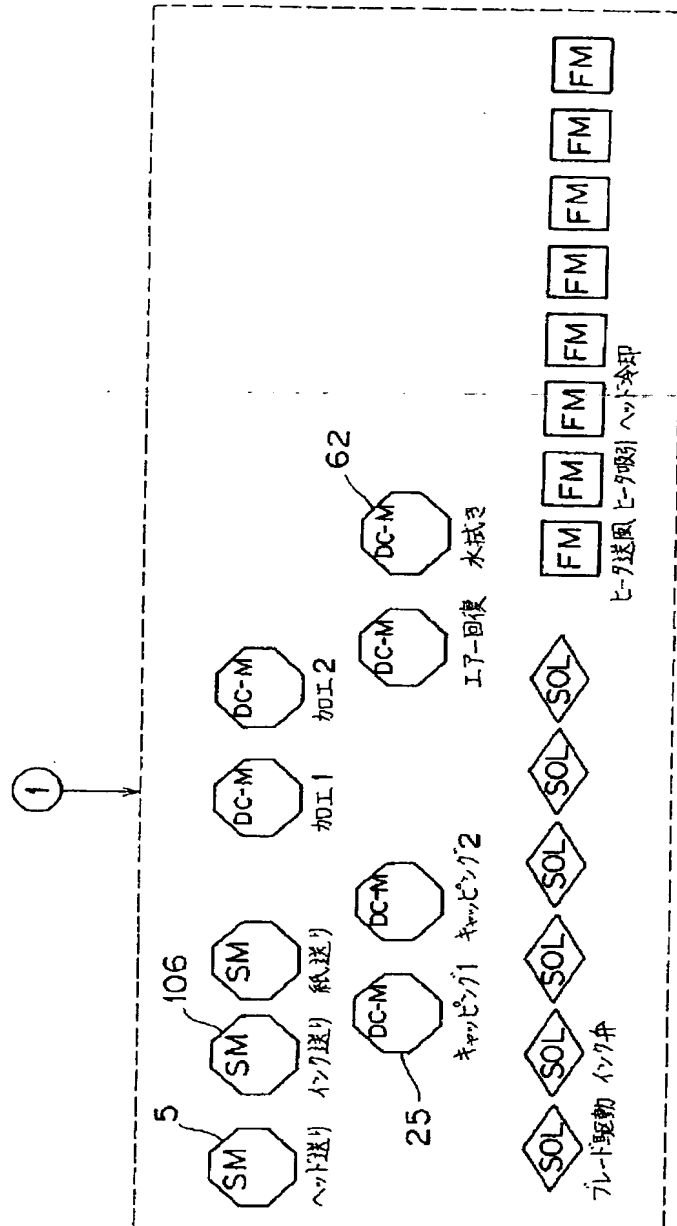 1
5
SM
ヘッド送り
106
SM
インク送り
SM
紙送り
DC-M
加工1
DC-M
加工2
25
DC-M
キャッピング1
DC-M
キャッピング2
DC-M
エアー回復
62
DC-M
水拭き
SOL
ブレード駆動
SOL
インク弁
SOL
SOL
SOL
SOL
FM
ヒータ送風
FM
ヒータ吸引
FM
ヘッド冷却
FM
FM
FM
FM
FM